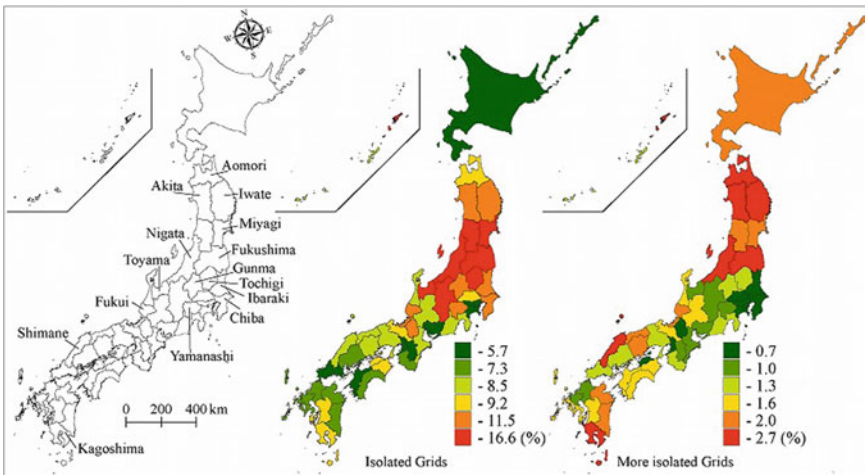 N
W
E
S
Aomori
Akita
Iwate
Miyagi
Nigata
Fukushima
Toyama
Gunma
Tochigi
Fukui
Ibaraki
Chiba
Shimane
Yamanashi
0 200 400 km
Kagoshima
- 5.7
- 7.3
- 8.5
- 9.2
- 11.5
- 16.6 (%)
Isolated Grids
- 0.7
- 1.0
- 1.3
- 1.6
- 2.0
- 2.7 (%)
More isolated Grids